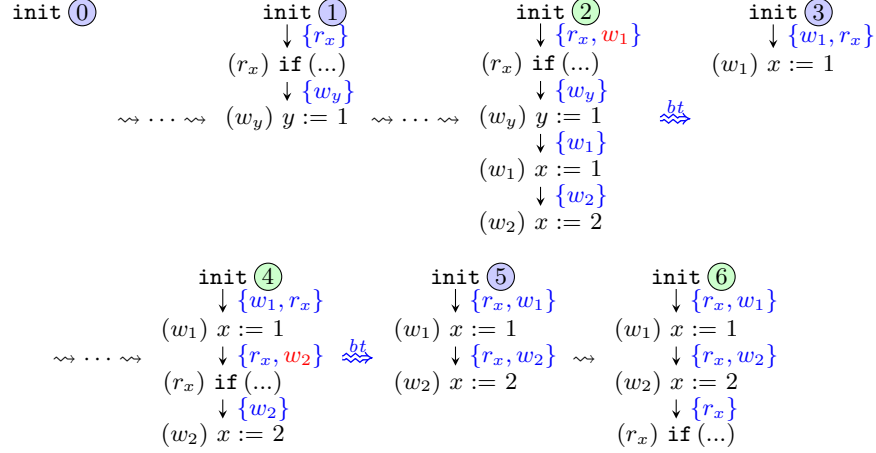 init 0 init 1 init 2 init 3
↓ {r_x} ↓ {r_x, w_1} ↓ {w_1, r_x}
(r_x) if (...) (r_x) if (...) (w_1) x := 1
↓ {w_y} ↓ {w_y}
⇝ ··· ⇝ (w_y) y := 1 ⇝ ··· ⇝ (w_y) y := 1 bt
↓ {w_1}
(w_1) x := 1
↓ {w_2}
(w_2) x := 2
init 4 init 5 init 6
↓ {w_1, r_x} ↓ {r_x, w_1} ↓ {r_x, w_1}
(w_1) x := 1 (w_1) x := 1 (w_1) x := 1
⇝ ··· ⇝ ↓ {r_x, w_2} bt ↓ {r_x, w_2} ⇝ ↓ {r_x, w_2}
(r_x) if (...) (w_2) x := 2 (w_2) x := 2
↓ {w_2} ↓ {r_x}
(w_2) x := 2 (r_x) if (...)